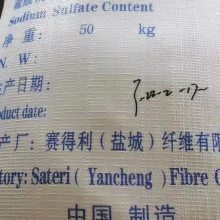 Sodium Sulfate Content
净 重： 50 kg
N . W:
产日期：
oduct date:
产厂：赛得利（盐城）纤维有限
tory: Sateri (Yancheng) Fibre C
中国 制造